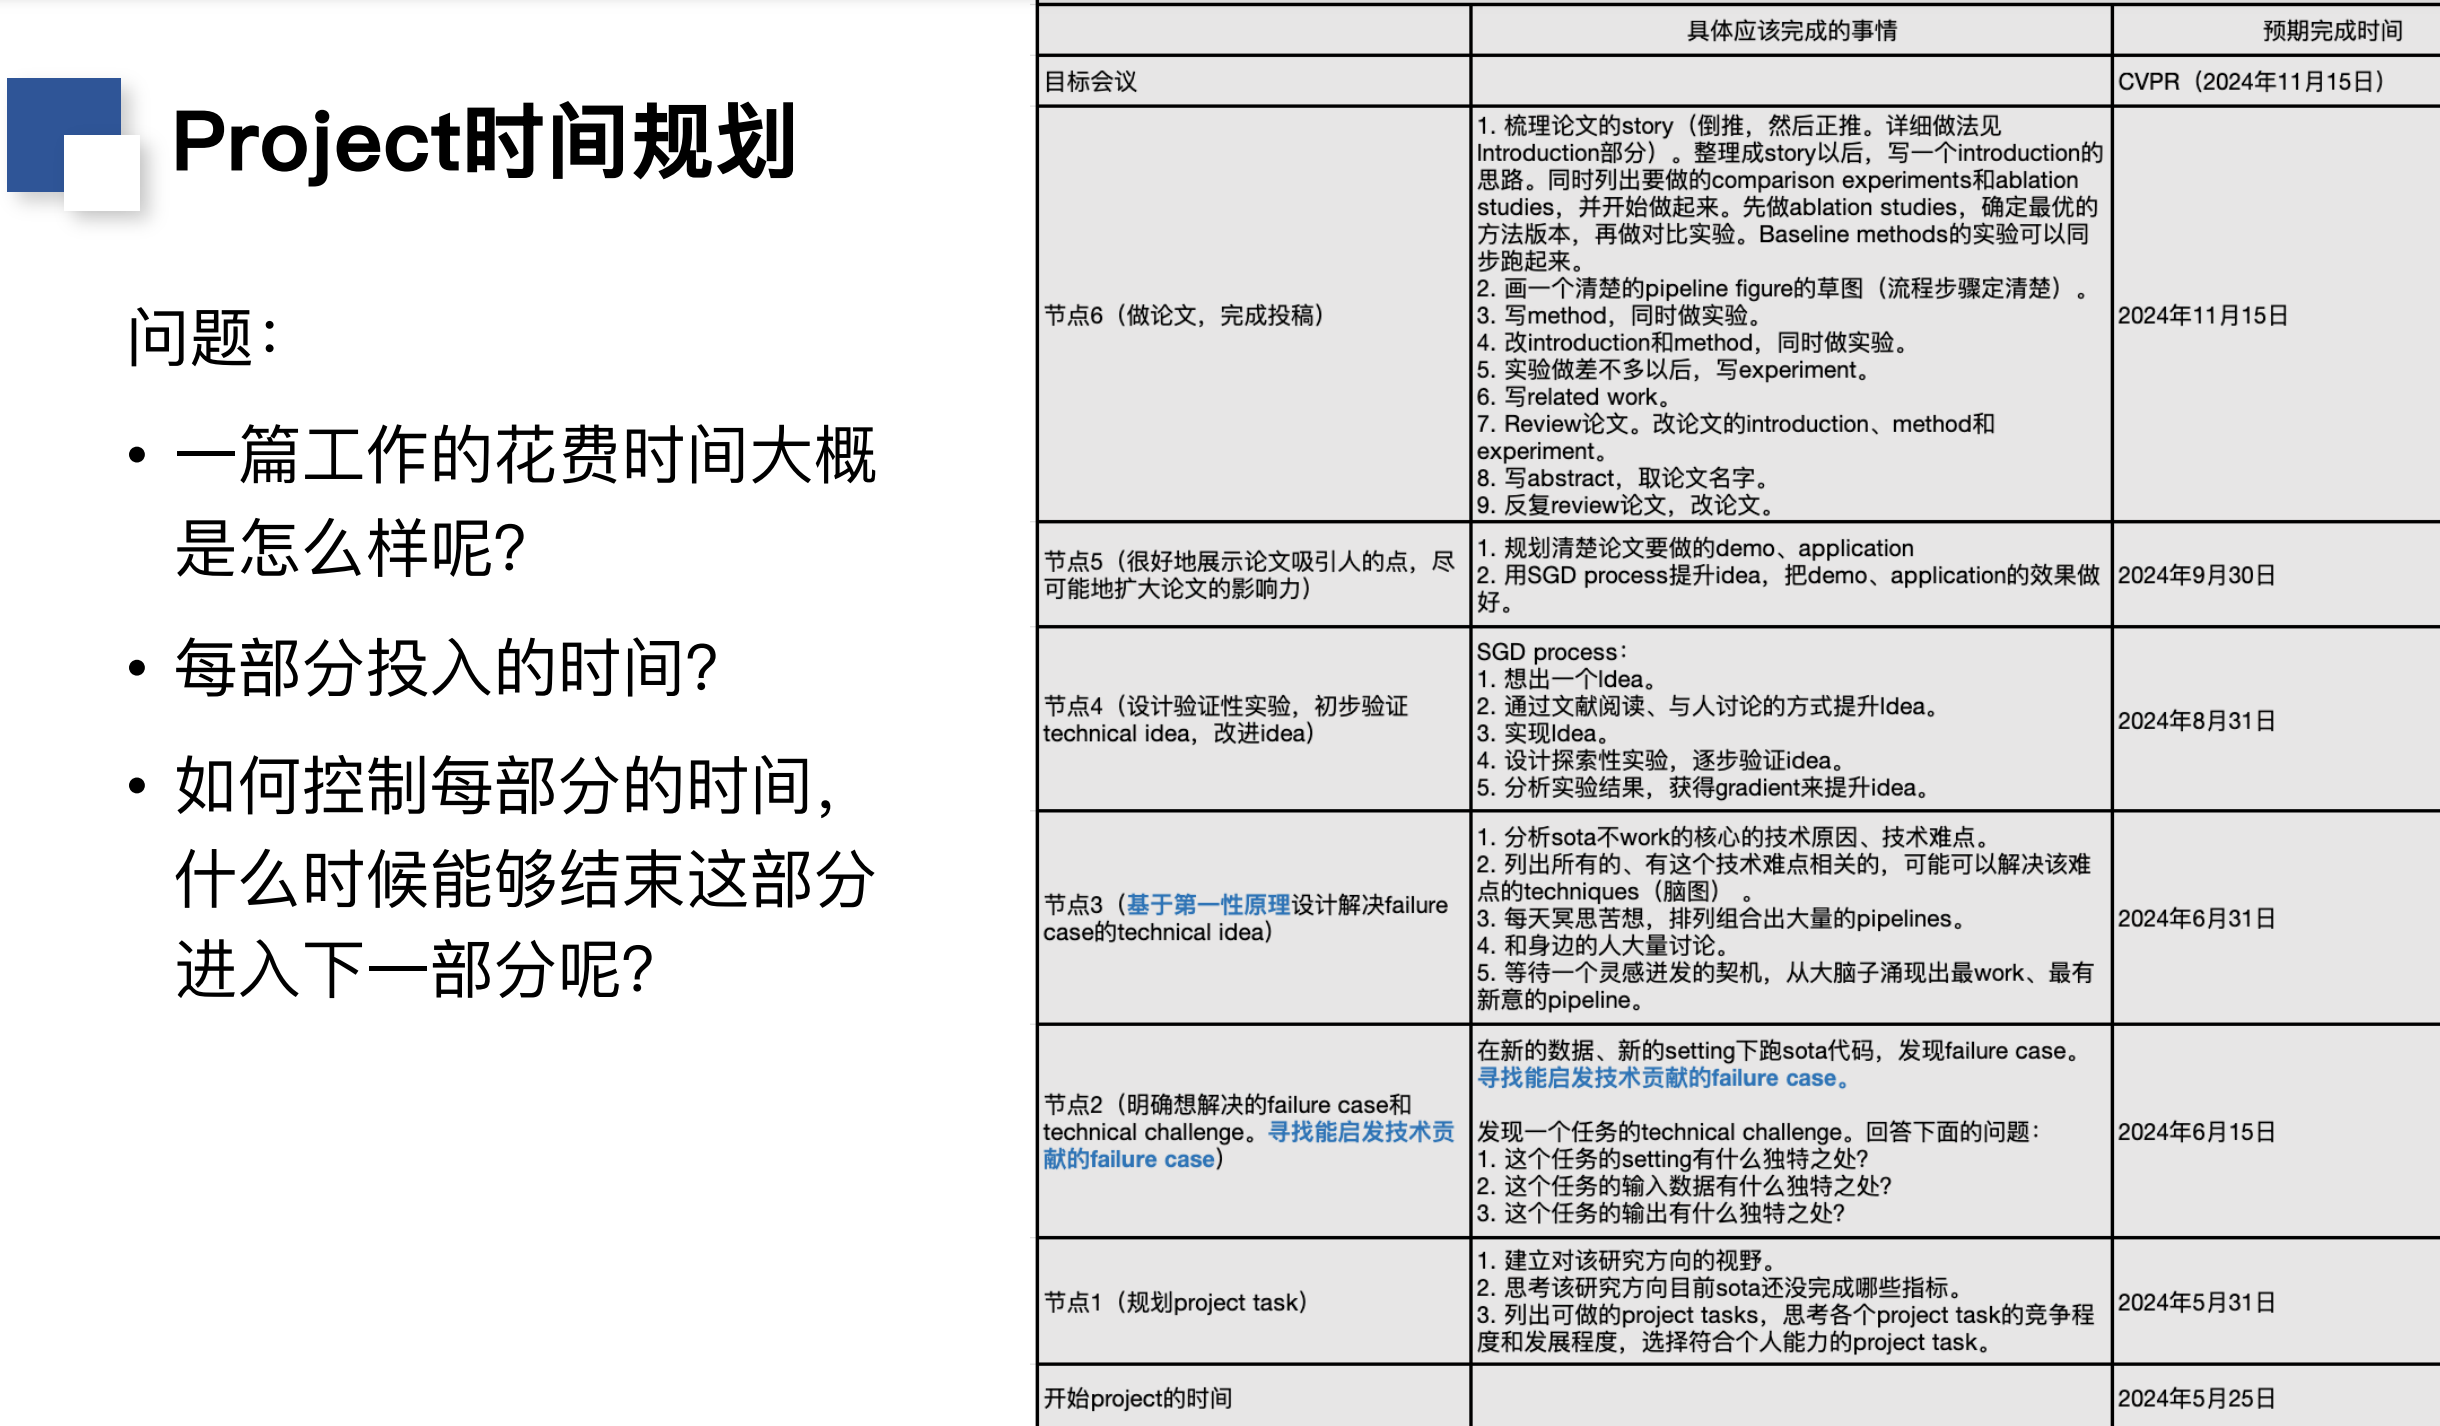 Project时间规划
问题：
• 一篇工作的花费时间大概
是怎么样呢？
• 每部分投入的时间？
• 如何控制每部分的时间，
什么时候能够结束这部分
进入下一部分呢？
具体应该完成的事情
预期完成时间
目标会议
CVPR（2024年11月15日）
节点6（做论文，完成投稿）
1. 梳理论文的story（倒推，然后正推。详细做法见
Introduction部分）。整理成story以后，写一个introduction的
思路。同时列出要做的comparison experiments和ablation
studies，并开始做起来。先做ablation studies，确定最优的
方法版本，再做对比实验。Baseline methods的实验可以同
步跑起来。
2. 画一个清楚的pipeline figure的草图（流程步骤定清楚）。
3. 写method，同时做实验。
4. 改introduction和method，同时做实验。
5. 实验做差不多以后，写experiment。
6. 写related work。
7. Review论文。改论文的introduction、method和
experiment。
8. 写abstract，取论文名字。
9. 反复review论文，改论文。
2024年11月15日
节点5（很好地展示论文吸引人的点，尽
可能地扩大论文的影响力）
1. 规划清楚论文要做的demo、application
2. 用SGD process提升idea，把demo、application的效果做
好。
2024年9月30日
节点4（设计验证性实验，初步验证
technical idea，改进idea）
SGD process：
1. 想出一个Idea。
2. 通过文献阅读、与人讨论的方式提升Idea。
3. 实现Idea。
4. 设计探索性实验，逐步验证idea。
5. 分析实验结果，获得gradient来提升idea。
2024年8月31日
节点3（基于第一性原理设计解决failure
case的technical idea）
1. 分析sota不work的核心的技术原因、技术难点。
2. 列出所有的、有这个技术难点相关的，可能可以解决该难
点的techniques（脑图）。
3. 每天冥思苦想，排列组合出大量的pipelines。
4. 和身边的人大量讨论。
5. 等待一个灵感迸发的契机，从大脑子涌现出最work、最有
新意的pipeline。
2024年6月31日
节点2（明确想解决的failure case和
technical challenge。寻找能启发技术贡
献的failure case）
在新的数据、新的setting下跑sota代码，发现failure case。
寻找能启发技术贡献的failure case。
发现一个任务的technical challenge。回答下面的问题：
1. 这个任务的setting有什么独特之处？
2. 这个任务的输入数据有什么独特之处？
3. 这个任务的输出有什么独特之处？
2024年6月15日
节点1（规划project task）
1. 建立对该研究方向的视野。
2. 思考该研究方向目前sota还没完成哪些指标。
3. 列出可做的project tasks，思考各个project task的竞争程
度和发展程度，选择符合个人能力的project task。
2024年5月31日
开始project的时间
2024年5月25日